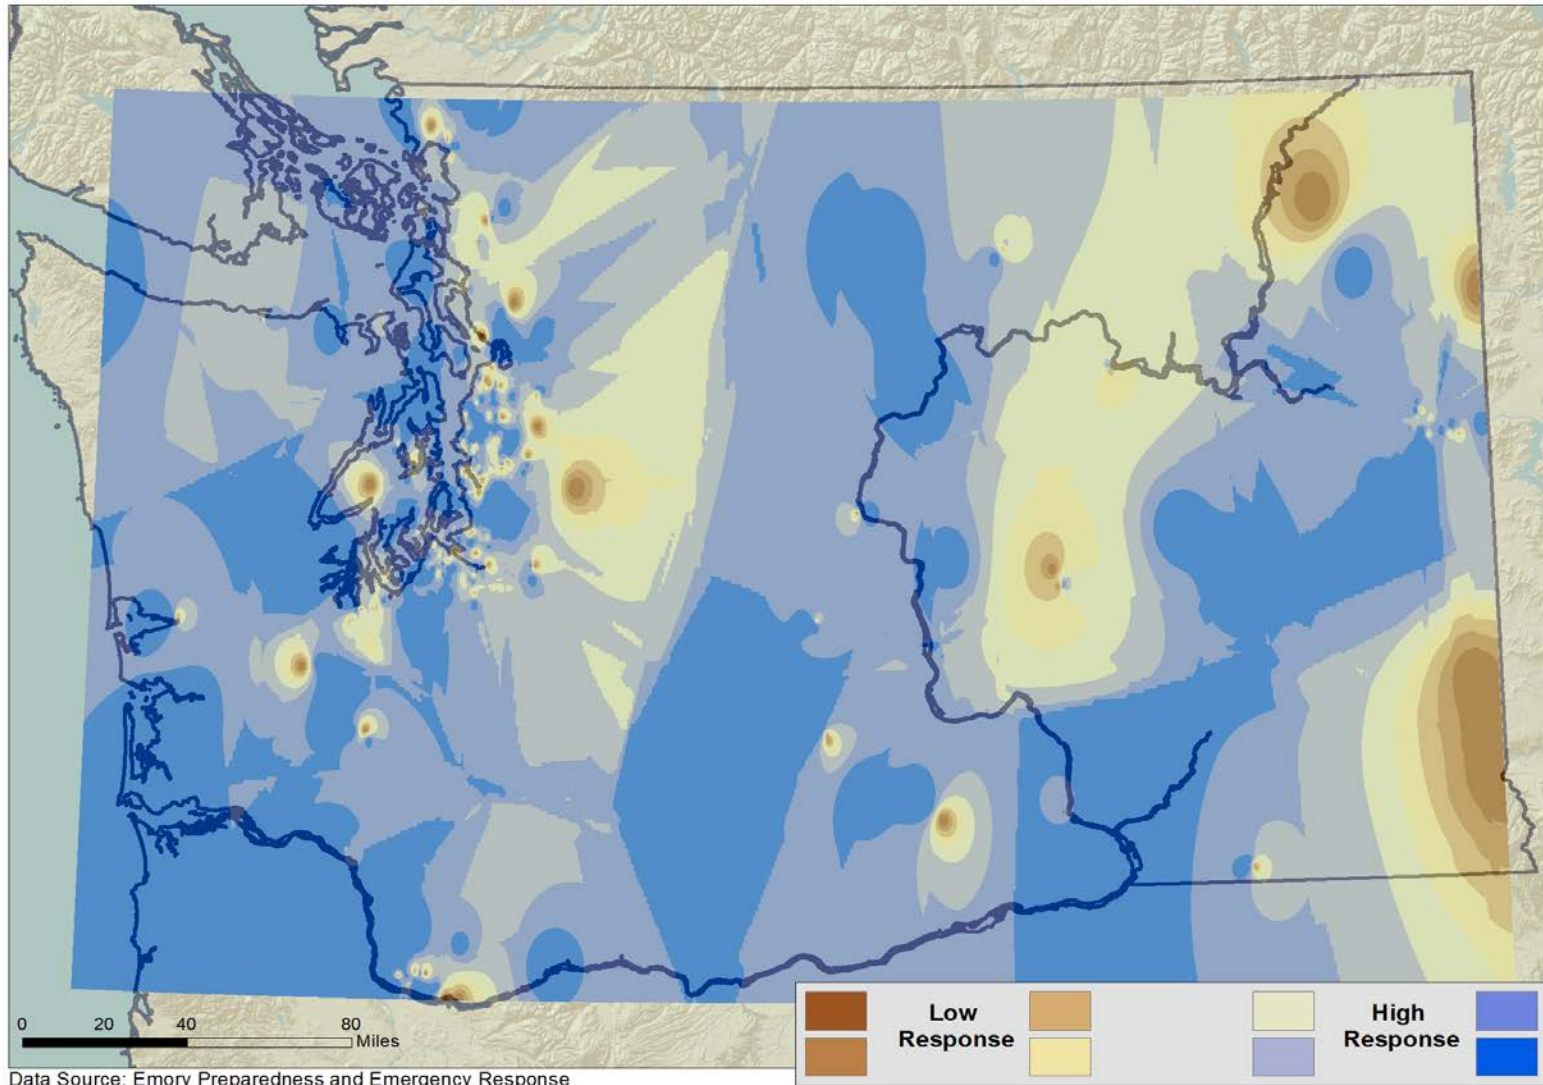 0 20 40 80
Miles
Low
Response
High
Response
Data Source: Emory Preparedness and Emergency Response